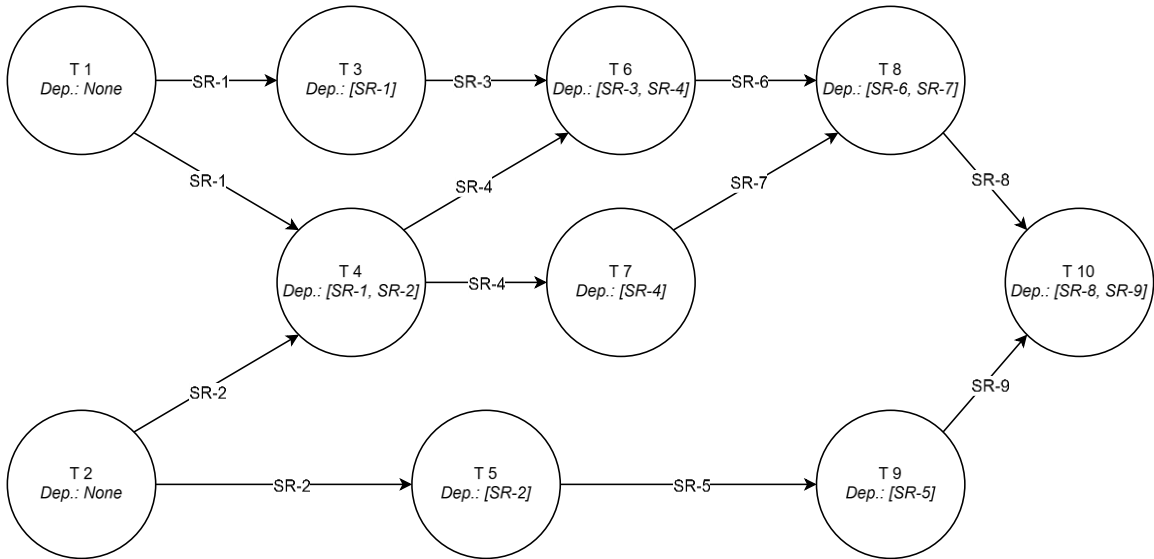 T 1
Dep.: None
SR-1
T 3
Dep.: [SR-1]
SR-3
T 6
Dep.: [SR-3, SR-4]
SR-6
T 8
Dep.: [SR-6, SR-7]
SR-1
SR-4
SR-7
SR-8
T 4
Dep.: [SR-1, SR-2]
SR-4
T 7
Dep.: [SR-4]
T 10
Dep.: [SR-8, SR-9]
SR-2
SR-9
T 2
Dep.: None
SR-2
T 5
Dep.: [SR-2]
SR-5
T 9
Dep.: [SR-5]